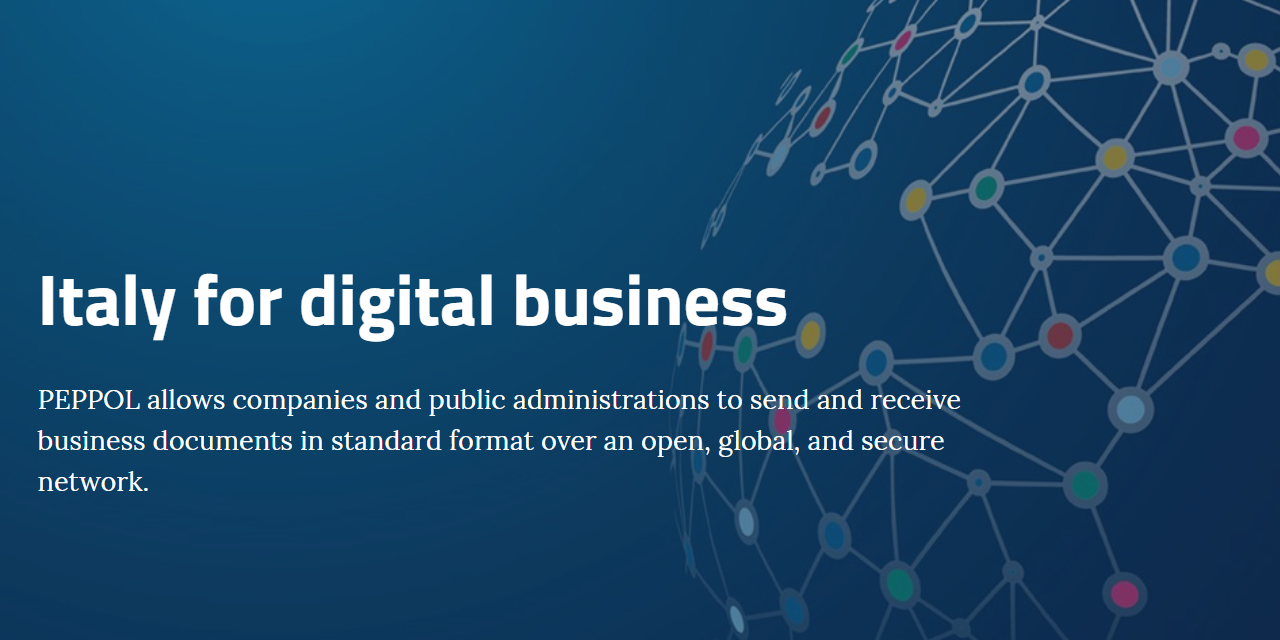 Italy for digital business
PEPPOL allows companies and public administrations to send and receive
business documents in standard format over an open, global, and secure
network.